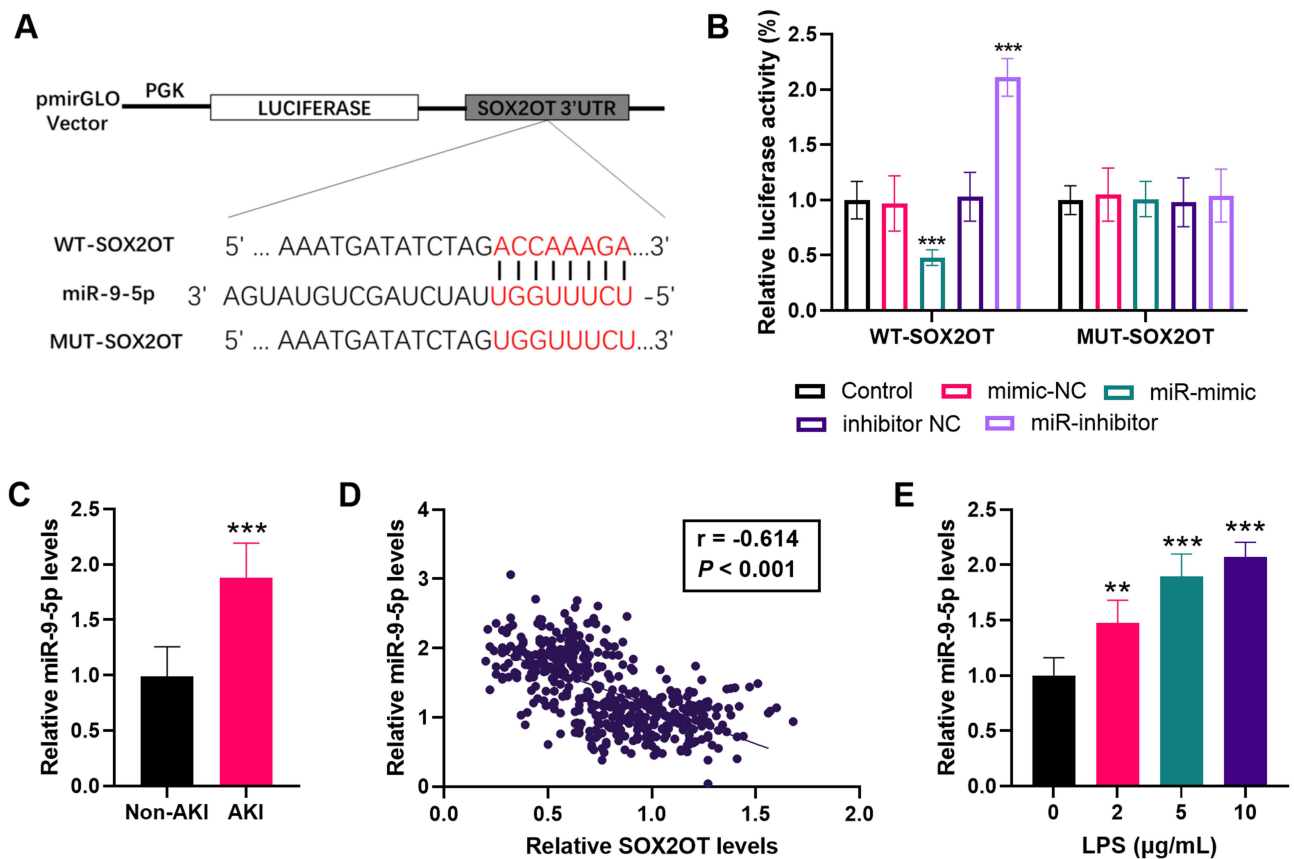 A
pmirGLO
Vector
PGK
LUCIFERASE
SOX2OT 3'UTR
WT-SOX2OT 5' ... AAATGATATCTAGACCAAAGA...3'
miR-9-5p 3' AGUAUGUCGAUCUAUUGGUUUCU -5'
MUT-SOX2OT 5' ... AAATGATATCTAGUGGUUUCU...3'
B
Relative luciferase activity (%)
2.5
2.0
1.5
1.0
0.5
0.0
***
***
WT-SOX2OT
MUT-SOX2OT
Control
mimic-NC
miR-mimic
inhibitor NC
miR-inhibitor
C
Relative miR-9-5p levels
2.5
2.0
1.5
1.0
0.5
0.0
***
Non-AKI
AKI
D
Relative miR-9-5p levels
4
3
2
1
0
r = -0.614
P < 0.001
0.0
0.5
1.0
1.5
2.0
Relative SOX2OT levels
E
Relative miR-9-5p levels
2.5
2.0
1.5
1.0
0.5
0.0
**
***
***
0
2
5
10
LPS (μg/mL)